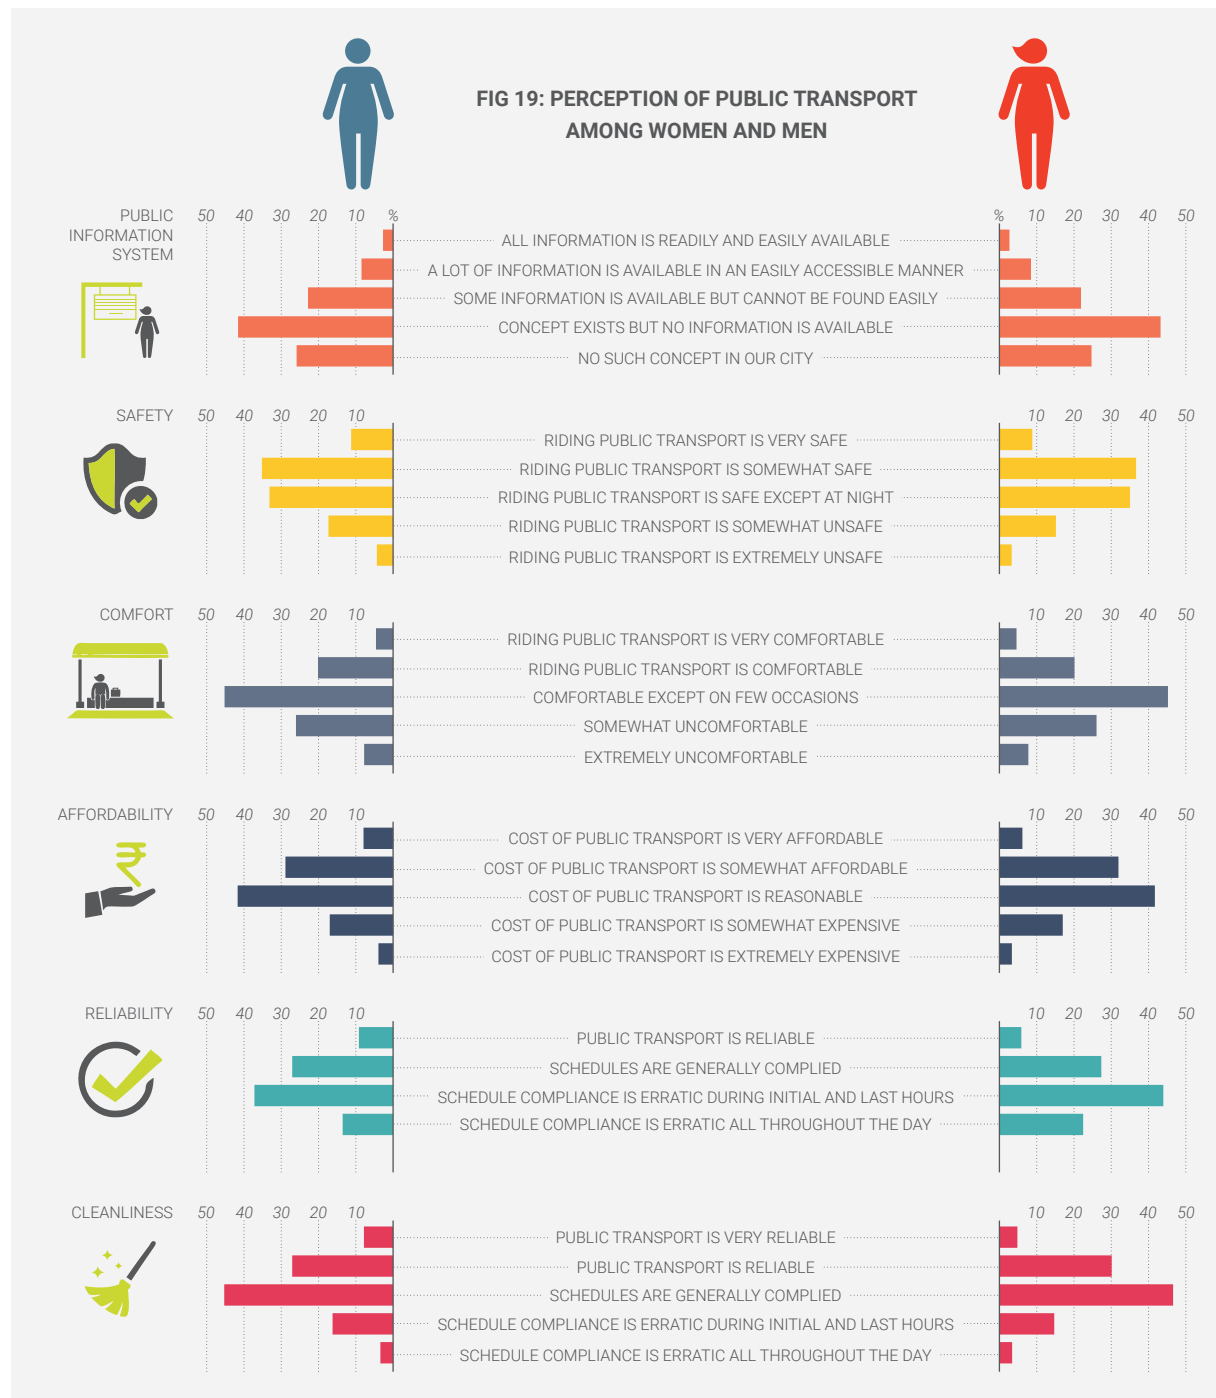 FIG 19: PERCEPTION OF PUBLIC TRANSPORT
AMONG WOMEN AND MEN
PUBLIC
INFORMATION
SYSTEM
50 40 30 20 10 %
% 10 20 30 40 50
ALL INFORMATION IS READILY AND EASILY AVAILABLE
A LOT OF INFORMATION IS AVAILABLE IN AN EASILY ACCESSIBLE MANNER
SOME INFORMATION IS AVAILABLE BUT CANNOT BE FOUND EASILY
CONCEPT EXISTS BUT NO INFORMATION IS AVAILABLE
NO SUCH CONCEPT IN OUR CITY
SAFETY
50 40 30 20 10
10 20 30 40 50
RIDING PUBLIC TRANSPORT IS VERY SAFE
RIDING PUBLIC TRANSPORT IS SOMEWHAT SAFE
RIDING PUBLIC TRANSPORT IS SAFE EXCEPT AT NIGHT
RIDING PUBLIC TRANSPORT IS SOMEWHAT UNSAFE
RIDING PUBLIC TRANSPORT IS EXTREMELY UNSAFE
COMFORT
50 40 30 20 10
10 20 30 40 50
RIDING PUBLIC TRANSPORT IS VERY COMFORTABLE
RIDING PUBLIC TRANSPORT IS COMFORTABLE
COMFORTABLE EXCEPT ON FEW OCCASIONS
SOMEWHAT UNCOMFORTABLE
EXTREMELY UNCOMFORTABLE
AFFORDABILITY
50 40 30 20 10
10 20 30 40 50
₹
COST OF PUBLIC TRANSPORT IS VERY AFFORDABLE
COST OF PUBLIC TRANSPORT IS SOMEWHAT AFFORDABLE
COST OF PUBLIC TRANSPORT IS REASONABLE
COST OF PUBLIC TRANSPORT IS SOMEWHAT EXPENSIVE
COST OF PUBLIC TRANSPORT IS EXTREMELY EXPENSIVE
RELIABILITY
50 40 30 20 10
10 20 30 40 50
PUBLIC TRANSPORT IS RELIABLE
SCHEDULES ARE GENERALLY COMPLIED
SCHEDULE COMPLIANCE IS ERRATIC DURING INITIAL AND LAST HOURS
SCHEDULE COMPLIANCE IS ERRATIC ALL THROUGHOUT THE DAY
CLEANLINESS
50 40 30 20 10
10 20 30 40 50
PUBLIC TRANSPORT IS VERY RELIABLE
PUBLIC TRANSPORT IS RELIABLE
SCHEDULES ARE GENERALLY COMPLIED
SCHEDULE COMPLIANCE IS ERRATIC DURING INITIAL AND LAST HOURS
SCHEDULE COMPLIANCE IS ERRATIC ALL THROUGHOUT THE DAY